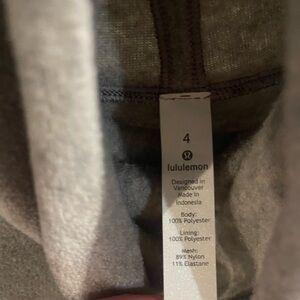 4
lululemon
Designed in
Vancouver
Made in
Indonesia
Body:
100% Polyester
Lining:
100% Polyester
Mesh:
89% Nylon
11% Elastane